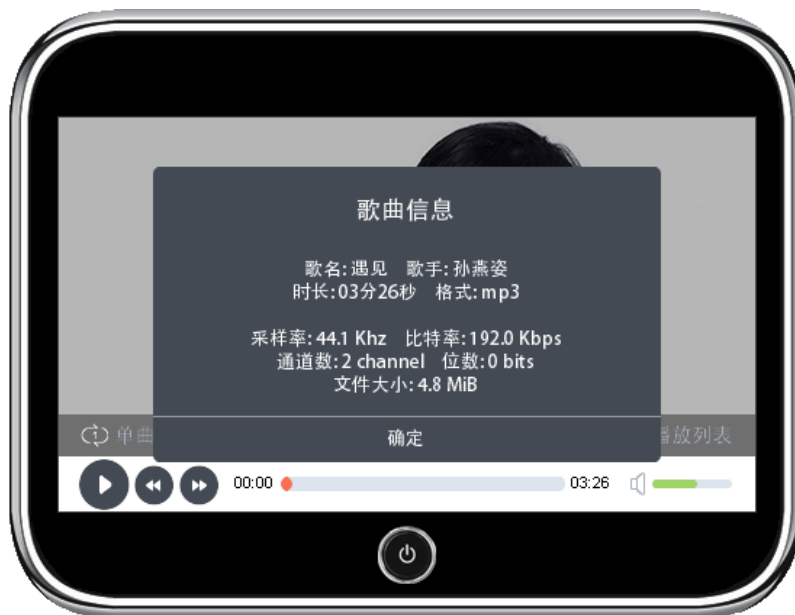 歌曲信息
歌名:遇见 歌手:孙燕姿
时长:03分26秒 格式:mp3
采样率:44.1 Khz 比特率:192.0 Kbps
通道数:2 channel 位数:0 bits
文件大小:4.8 MiB
确定
1 单曲
播放列表
00:00 03:26